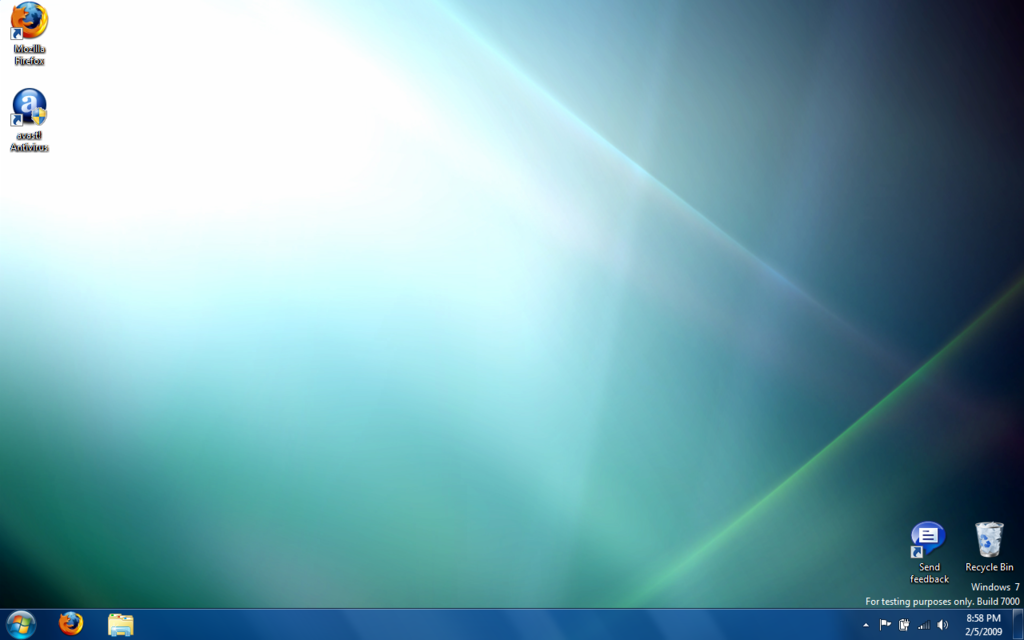 Mozilla
Firefox
avast!
Antivirus
Send
feedback
Recycle Bin
Windows 7
For testing purposes only. Build 7000
8:58 PM
2/5/2009